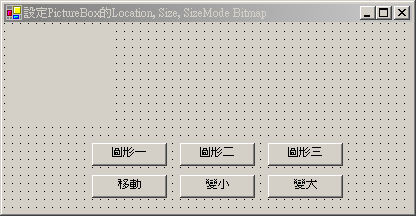 設定PictureBox的Location, Size, SizeMode Bitmap
圖形一 圖形二 圖形三
移動 變小 變大